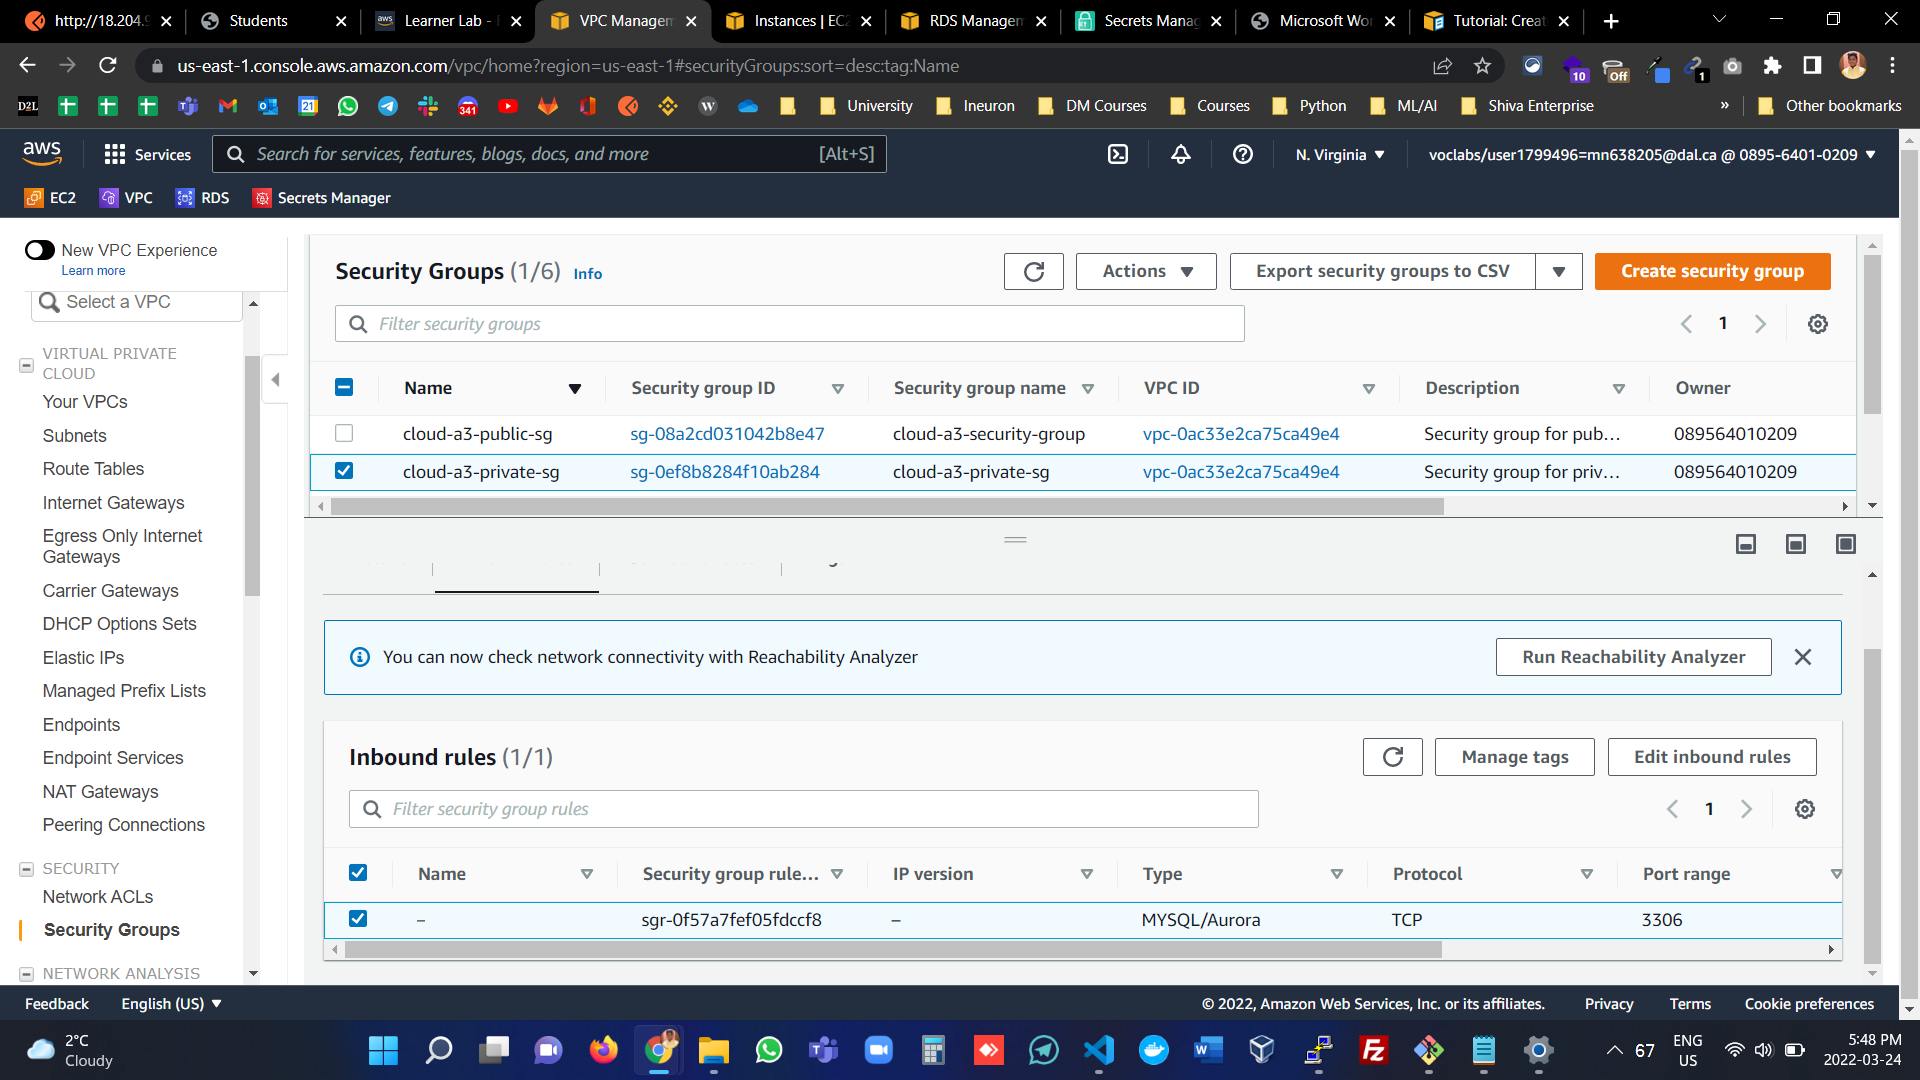 http://18.204.9
Students
Learner Lab -
VPC Managem
Instances | EC2
RDS Managem
Secrets Manag
Microsoft Wo
Tutorial: Creat
us-east-1.console.aws.amazon.com/vpc/home?region=us-east-1#securityGroups:sort=desc:tag:Name
10
Off
1
D2L
21
341
University
Ineuron
DM Courses
Courses
Python
ML/AI
Shiva Enterprise
»
Other bookmarks
aws
Services
Search for services, features, blogs, docs, and more
[Alt+S]
N. Virginia
voclabs/user1799496=mn638205@dal.ca @ 0895-6401-0209
EC2
VPC
RDS
Secrets Manager
New VPC Experience
Learn more
Select a VPC
VIRTUAL PRIVATE
CLOUD
Your VPCs
Subnets
Route Tables
Internet Gateways
Egress Only Internet
Gateways
Carrier Gateways
DHCP Options Sets
Elastic IPs
Managed Prefix Lists
Endpoints
Endpoint Services
NAT Gateways
Peering Connections
SECURITY
Network ACLs
Security Groups
NETWORK ANALYSIS
Security Groups (1/6) Info
Actions
Export security groups to CSV
Create security group
Filter security groups
1
Name
Security group ID
Security group name
VPC ID
Description
Owner
cloud-a3-public-sg
sg-08a2cd031042b8e47
cloud-a3-security-group
vpc-0ac33e2ca75ca49e4
Security group for pub...
089564010209
cloud-a3-private-sg
sg-0ef8b8284f10ab284
cloud-a3-private-sg
vpc-0ac33e2ca75ca49e4
Security group for priv...
089564010209
You can now check network connectivity with Reachability Analyzer
Run Reachability Analyzer
Inbound rules (1/1)
Manage tags
Edit inbound rules
Filter security group rules
1
Name
Security group rule...
IP version
Type
Protocol
Port range
–
sgr-0f57a7fef05fdccf8
–
MYSQL/Aurora
TCP
3306
Feedback
English (US)
© 2022, Amazon Web Services, Inc. or its affiliates.
Privacy
Terms
Cookie preferences
2°C
Cloudy
67
ENG
US
5:48 PM
2022-03-24